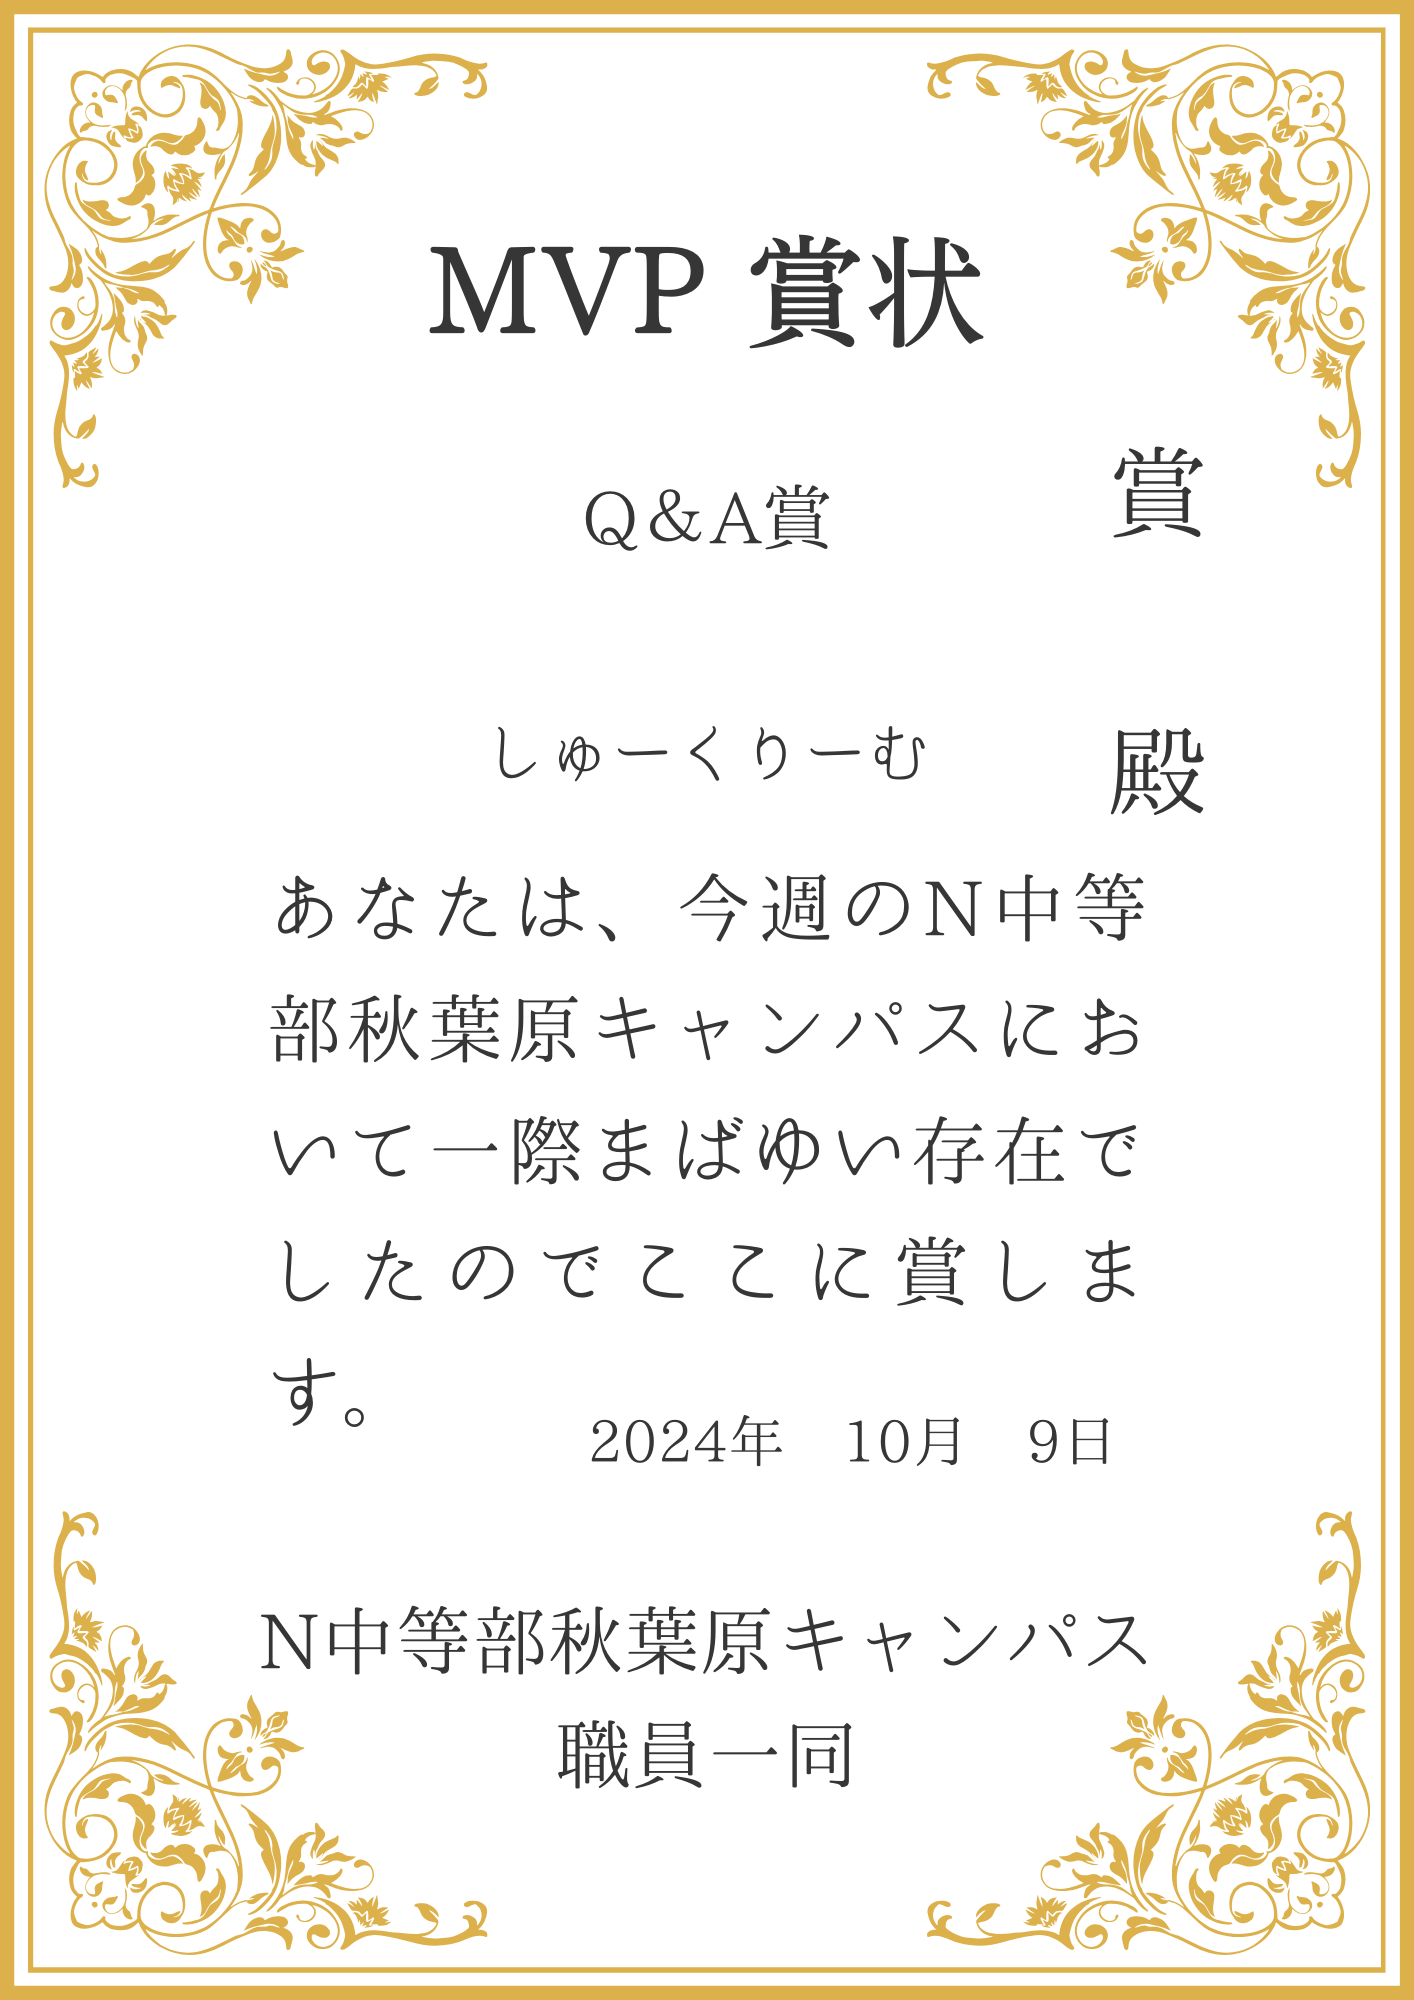 MVP 賞状
Q&A賞 賞
しゅーくりーむ 殿
あなたは、今週のN中等
部秋葉原キャンパスにお
いて一際まばゆい存在で
したのでここに賞しま
す。
2024年　10月　9日
N中等部秋葉原キャンパス
職員一同